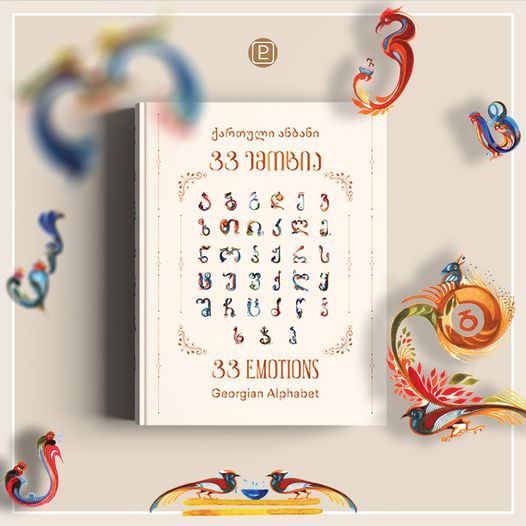 ქართული ანბანი
33 ემოცია
ა ბ გ დ ე ვ
ზ თ ი კ ლ მ
ნ ო პ ჟ რ ს
ტ უ ფ ქ ღ ყ
შ ჩ ც ძ წ ჭ
ხ ჯ ჰ
33 EMOTIONS
Georgian Alphabet